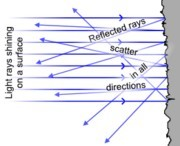 Light rays shining
on a surface
Reflected rays
scatter
in all
directions